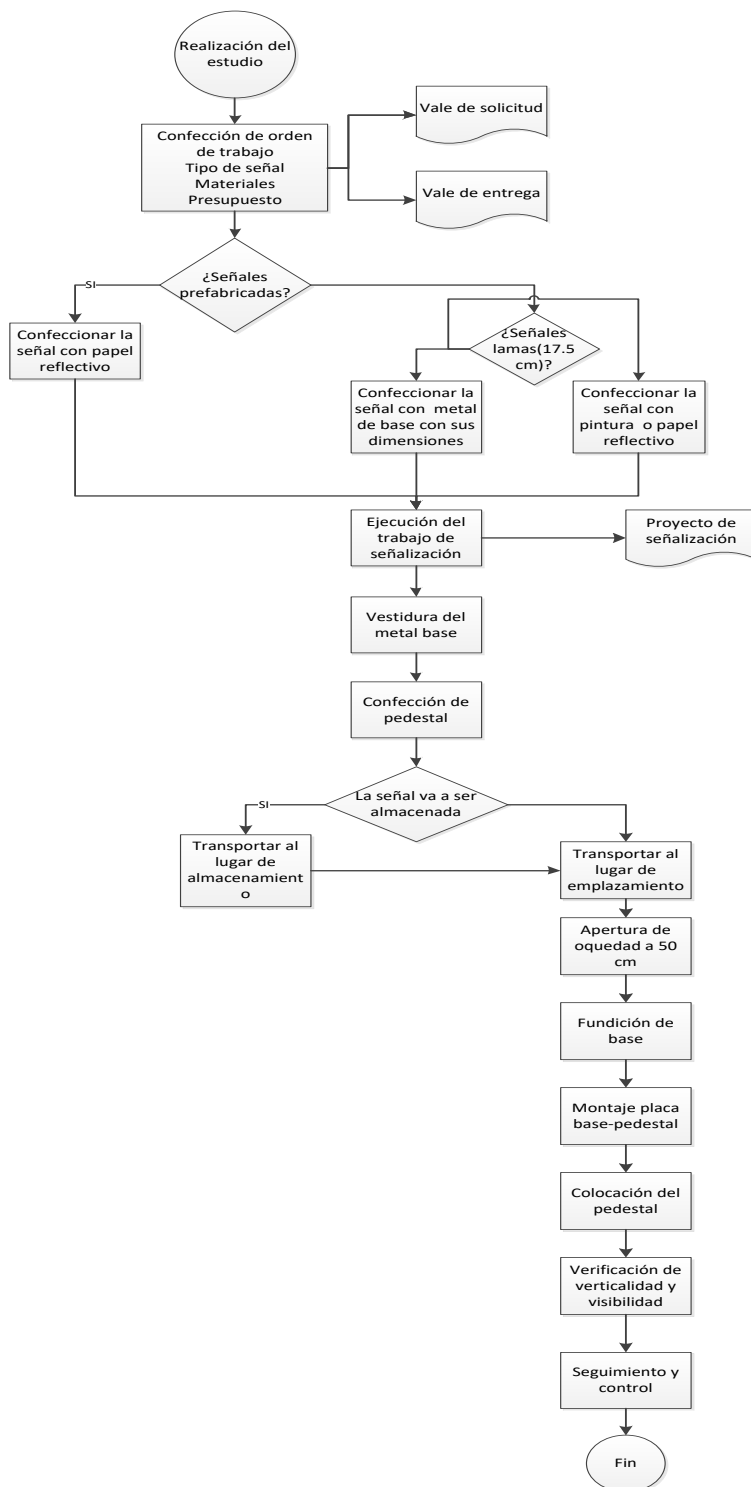 Realización del
estudio
Confección de orden
de trabajo
Tipo de señal
Materiales
Presupuesto
Vale de solicitud
Vale de entrega
¿Señales
prefabricadas?
SI
Confeccionar la
señal con papel
reflectivo
¿Señales
lamas(17.5
cm)?
Confeccionar la
señal con metal
de base con sus
dimensiones
Confeccionar la
señal con
pintura o papel
reflectivo
Ejecución del
trabajo de
señalización
Proyecto de
señalización
Vestidura del
metal base
Confección de
pedestal
La señal va a ser
almacenada
SI
Transportar al
lugar de
almacenamient
o
Transportar al
lugar de
emplazamiento
Apertura de
oquedad a 50
cm
Fundición de
base
Montaje placa
base-pedestal
Colocación del
pedestal
Verificación de
verticalidad y
visibilidad
Seguimiento y
control
Fin